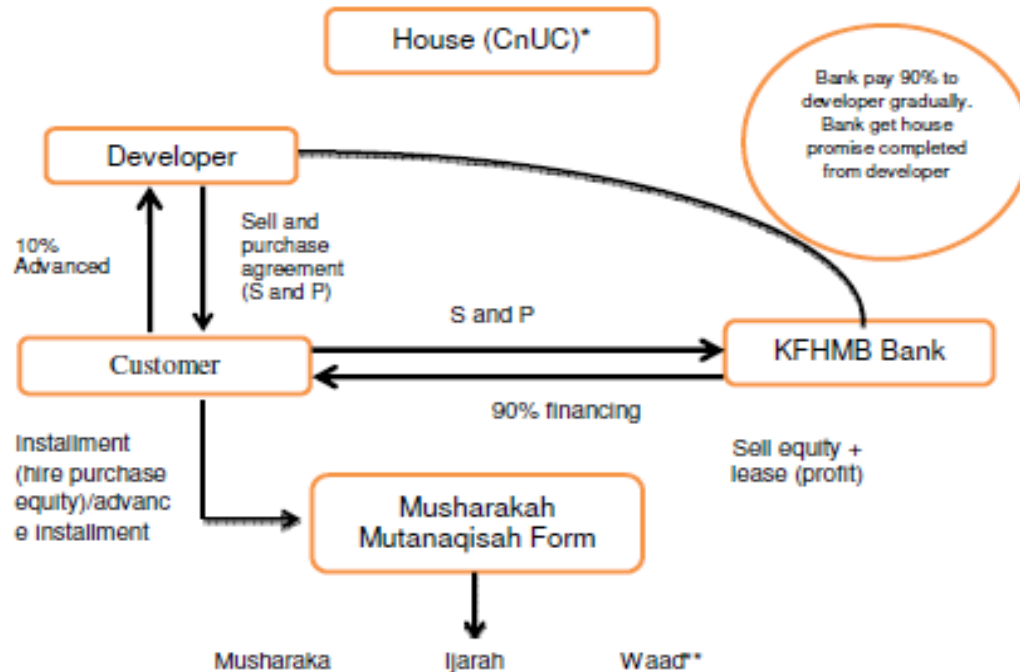 House (CnUC)*
Bank pay 90% to
developer gradually.
Bank get house
promise completed
from developer
Developer
10%
Advanced
Sell and
purchase
agreement
(S and P)
S and P
KFHMB Bank
Customer
90% financing
Installment
(hire purchase
equity)/advanc
e installment
Sell equity +
lease (profit)
Musharakah
Mutanaqisah Form
Musharaka
Ijarah
Waad**